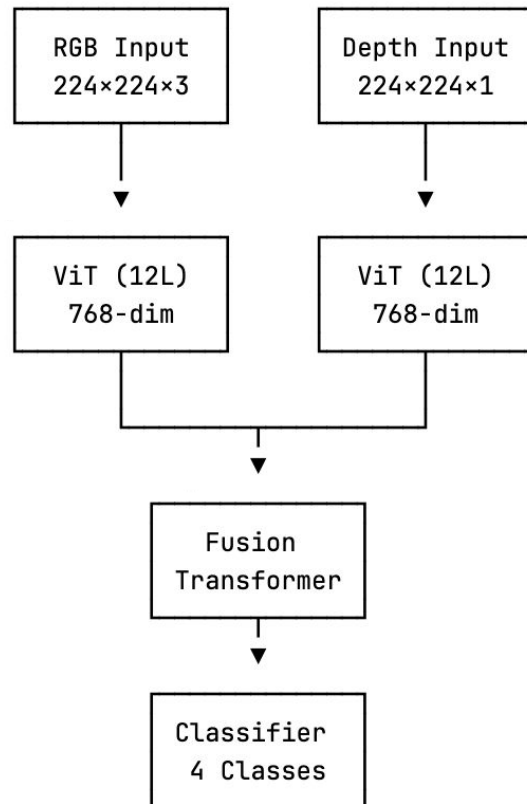 RGB Input
224×224×3
Depth Input
224×224×1
ViT (12L)
768-dim
ViT (12L)
768-dim
Fusion
Transformer
Classifier
4 Classes